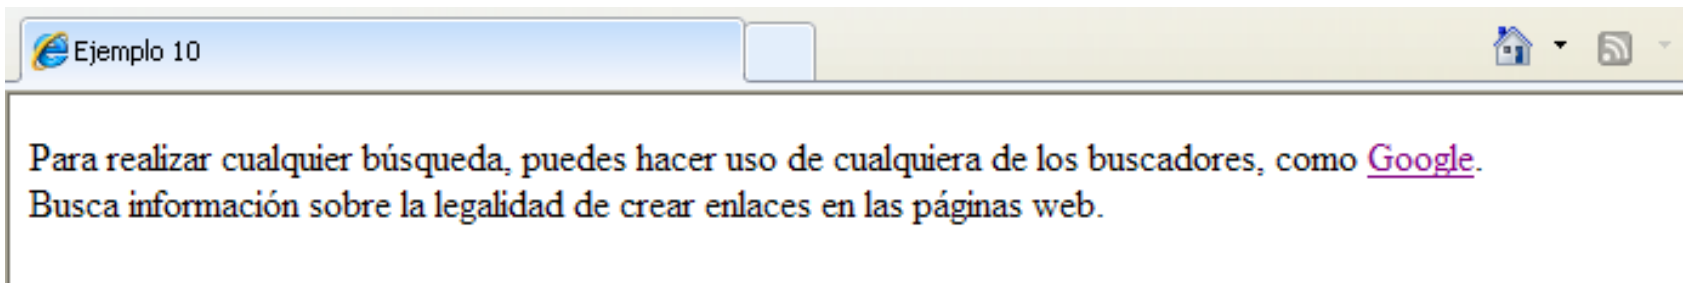 Ejemplo 10
Para realizar cualquier búsqueda, puedes hacer uso de cualquiera de los buscadores, como Google.
Busca información sobre la legalidad de crear enlaces en las páginas web.